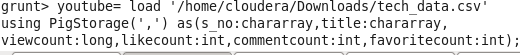 grunt> youtube= load '/home/cloudera/Downloads/tech_data.csv'
using PigStorage(',') as(s_no:chararray,title:chararray,
viewcount:long,likecount:int,commentcount:int,favoritecount:int);